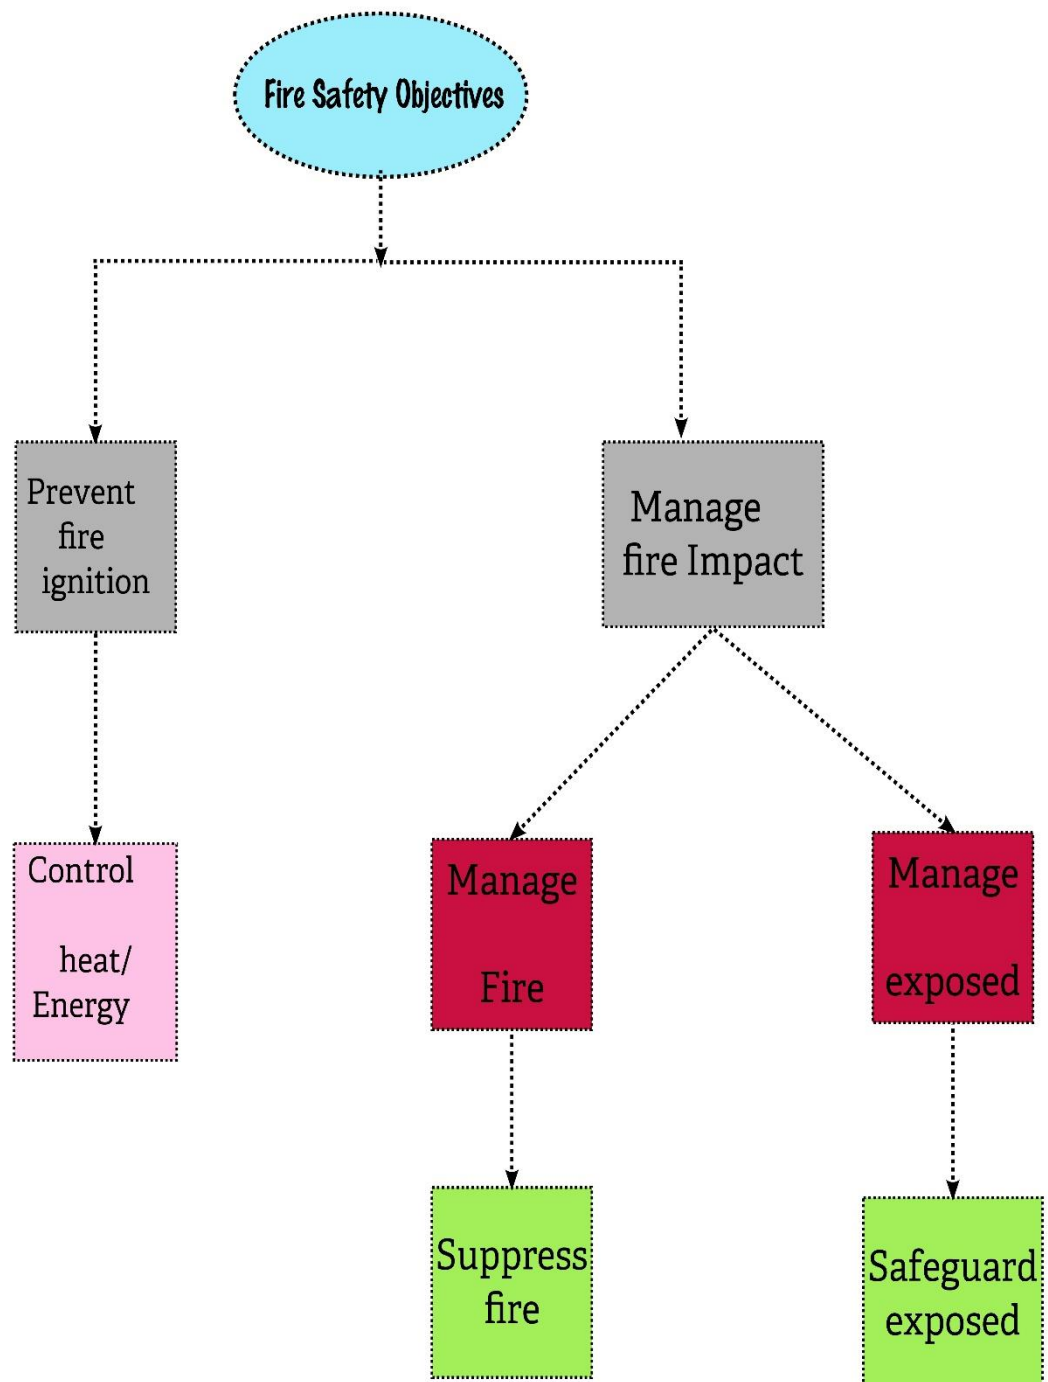 Fire Safety Objectives
Prevent
fire
ignition
Manage
fire Impact
Control
heat/
Energy
Manage
Fire
Manage
exposed
Suppress
fire
Safeguard
exposed